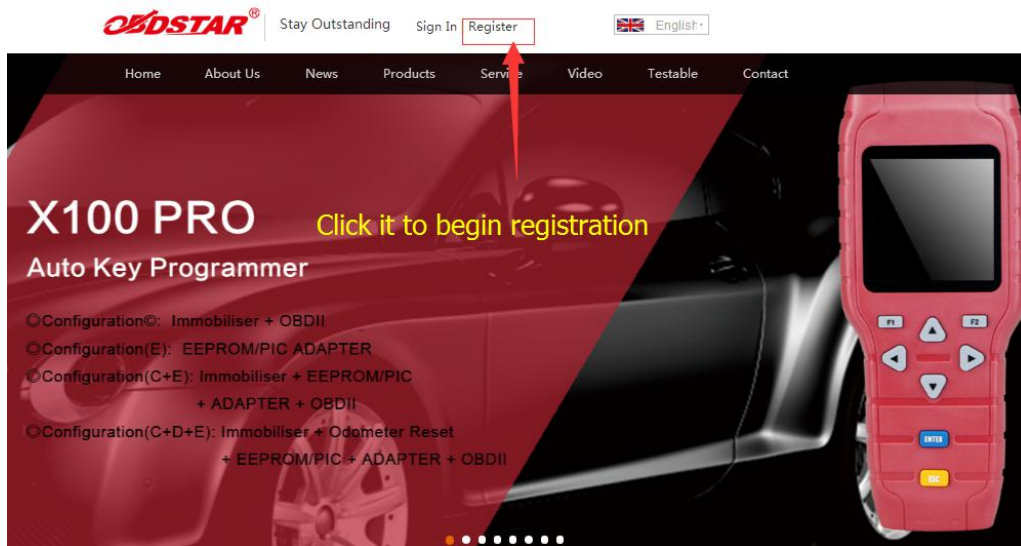 OBDSTAR®
Stay Outstanding
Sign In
Register
English
Home
About Us
News
Products
Service
Video
Testable
Contact
X100 PRO
Click it to begin registration
Auto Key Programmer
◎Configuration©: Immobiliser + OBDII
◎Configuration(E): EEPROM/PIC ADAPTER
◎Configuration(C+E): Immobiliser + EEPROM/PIC
+ ADAPTER + OBDII
◎Configuration(C+D+E): Immobiliser + Odometer Reset
+ EEPROM/PIC + ADAPTER + OBDII
F1
F2
ENTER
ESC